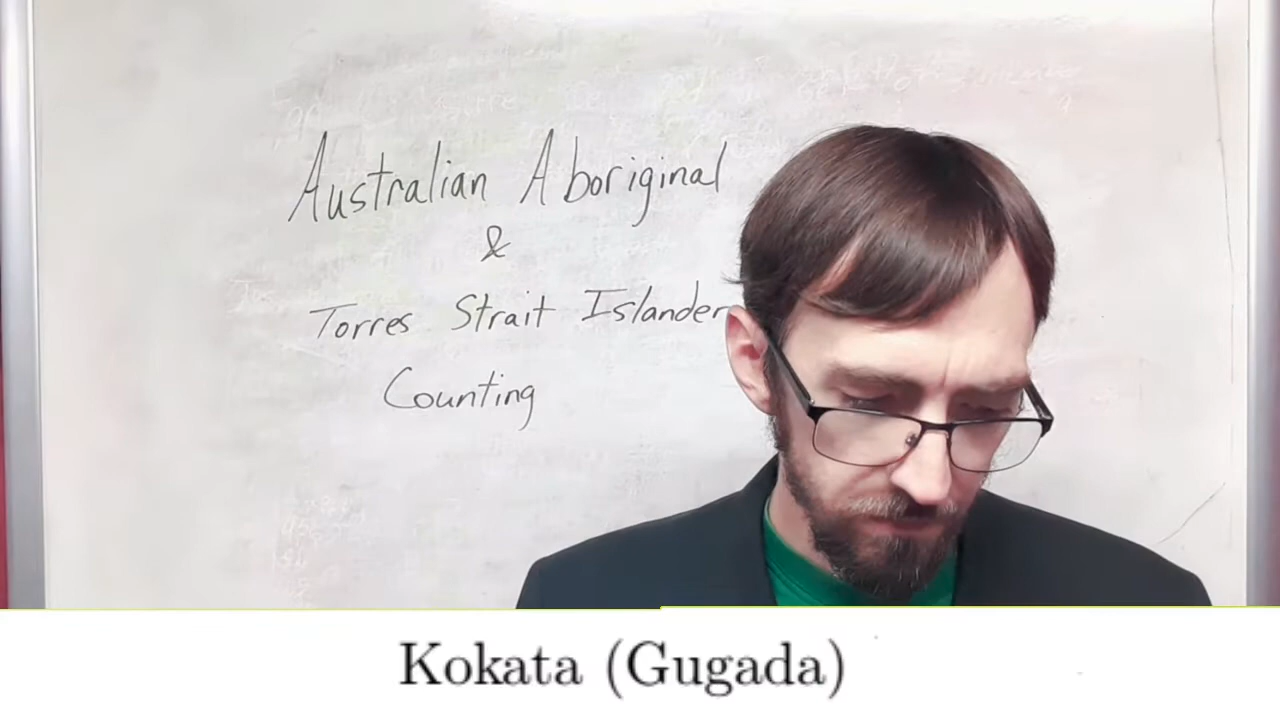 Australian Aboriginal
&
Torres Strait Islander
Counting
Kokata (Gugada)